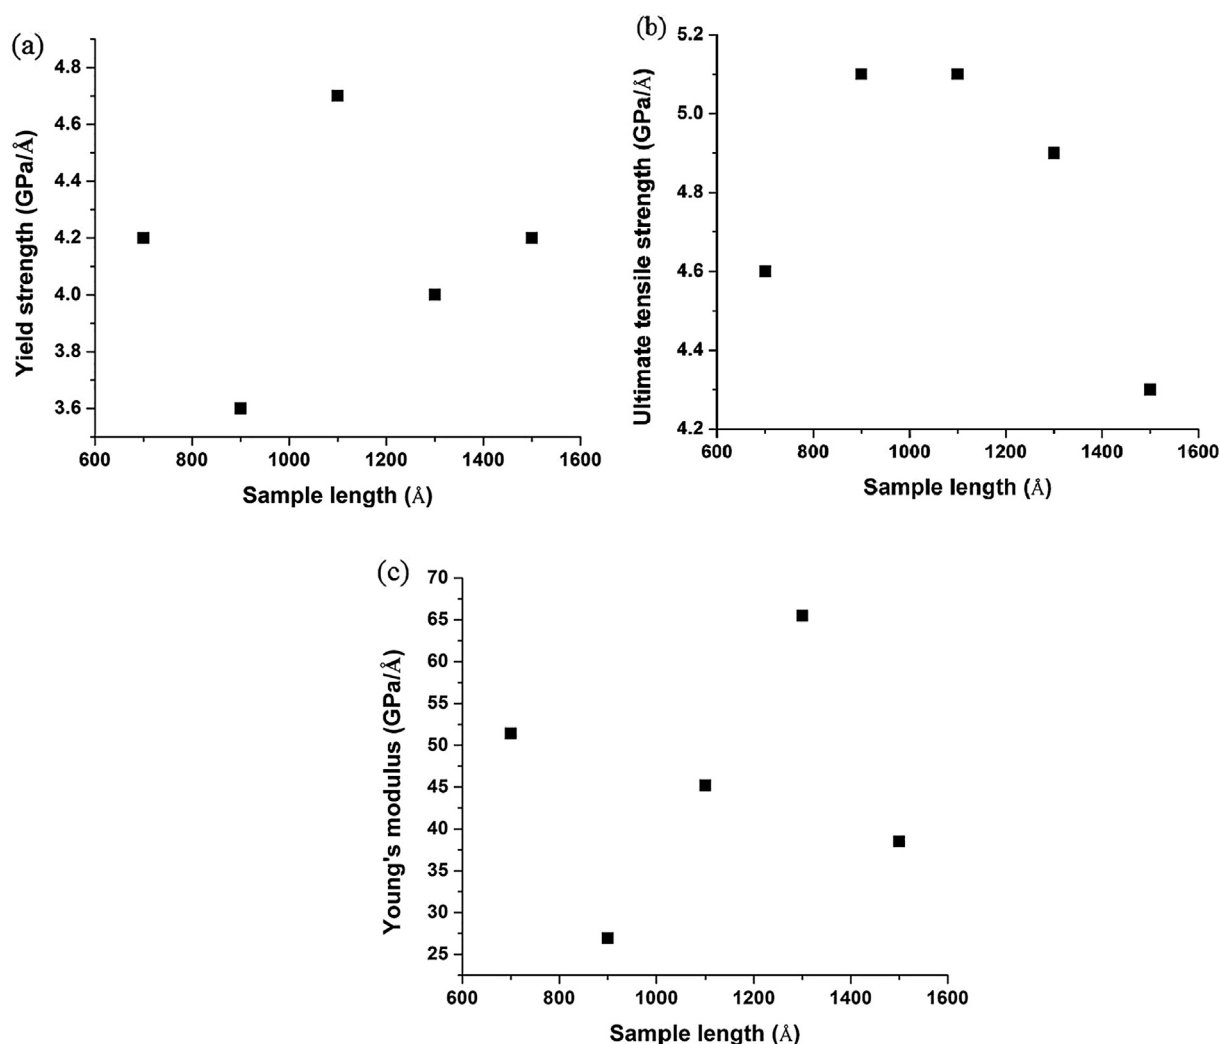 (a)
4.8
4.6
4.4
4.2
4.0
3.8
3.6
Yield strength (GPa/Å)
600 800 1000 1200 1400 1600
Sample length (Å)
(b)
5.2
5.0
4.8
4.6
4.4
4.2
Ultimate tensile strength (GPa/Å)
600 800 1000 1200 1400 1600
Sample length (Å)
(c)
70
65
60
55
50
45
40
35
30
25
Young's modulus (GPa/Å)
600 800 1000 1200 1400 1600
Sample length (Å)